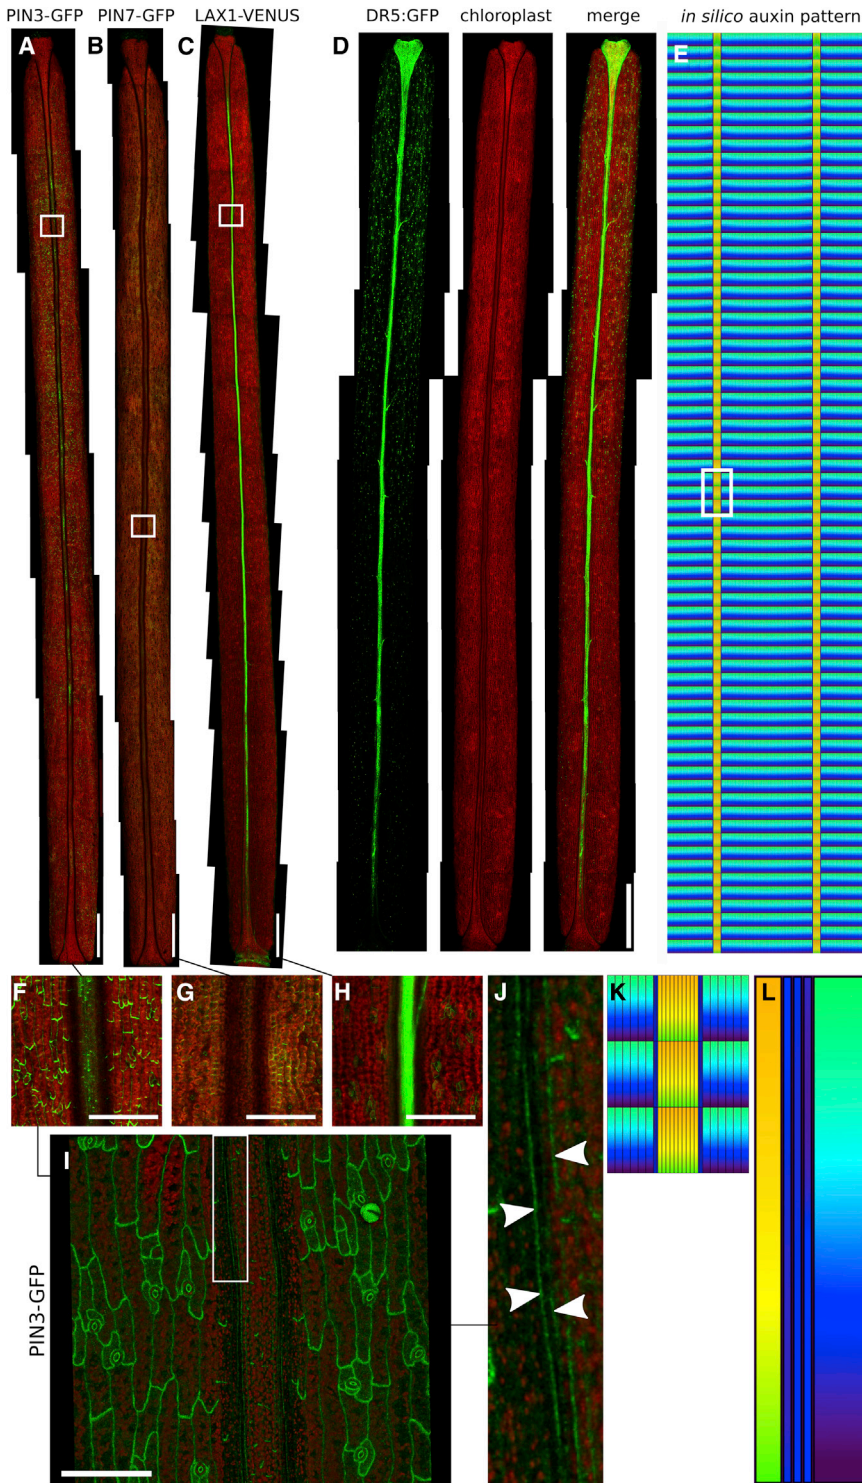 PIN3-GFP PIN7-GFP LAX1-VENUS DR5:GFP chloroplast merge in silico auxin pattern
A B C D E
F G H J K L
I
PIN3-GFP